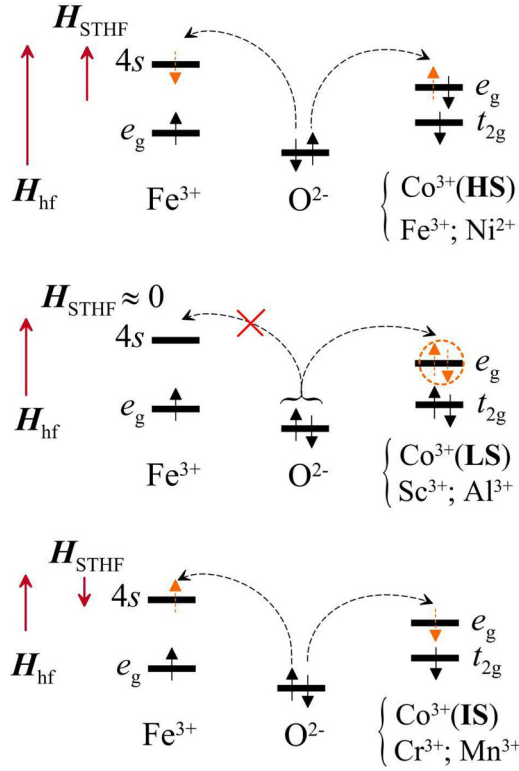 H_STHF
4s
e_g
e_g
t_2g
H_hf
Fe³⁺
O²⁻
Co³⁺(HS)
Fe³⁺; Ni²⁺
H_STHF ≈ 0
4s
e_g
e_g
t_2g
H_hf
Fe³⁺
O²⁻
Co³⁺(LS)
Sc³⁺; Al³⁺
H_STHF
4s
e_g
e_g
t_2g
H_hf
Fe³⁺
O²⁻
Co³⁺(IS)
Cr³⁺; Mn³⁺